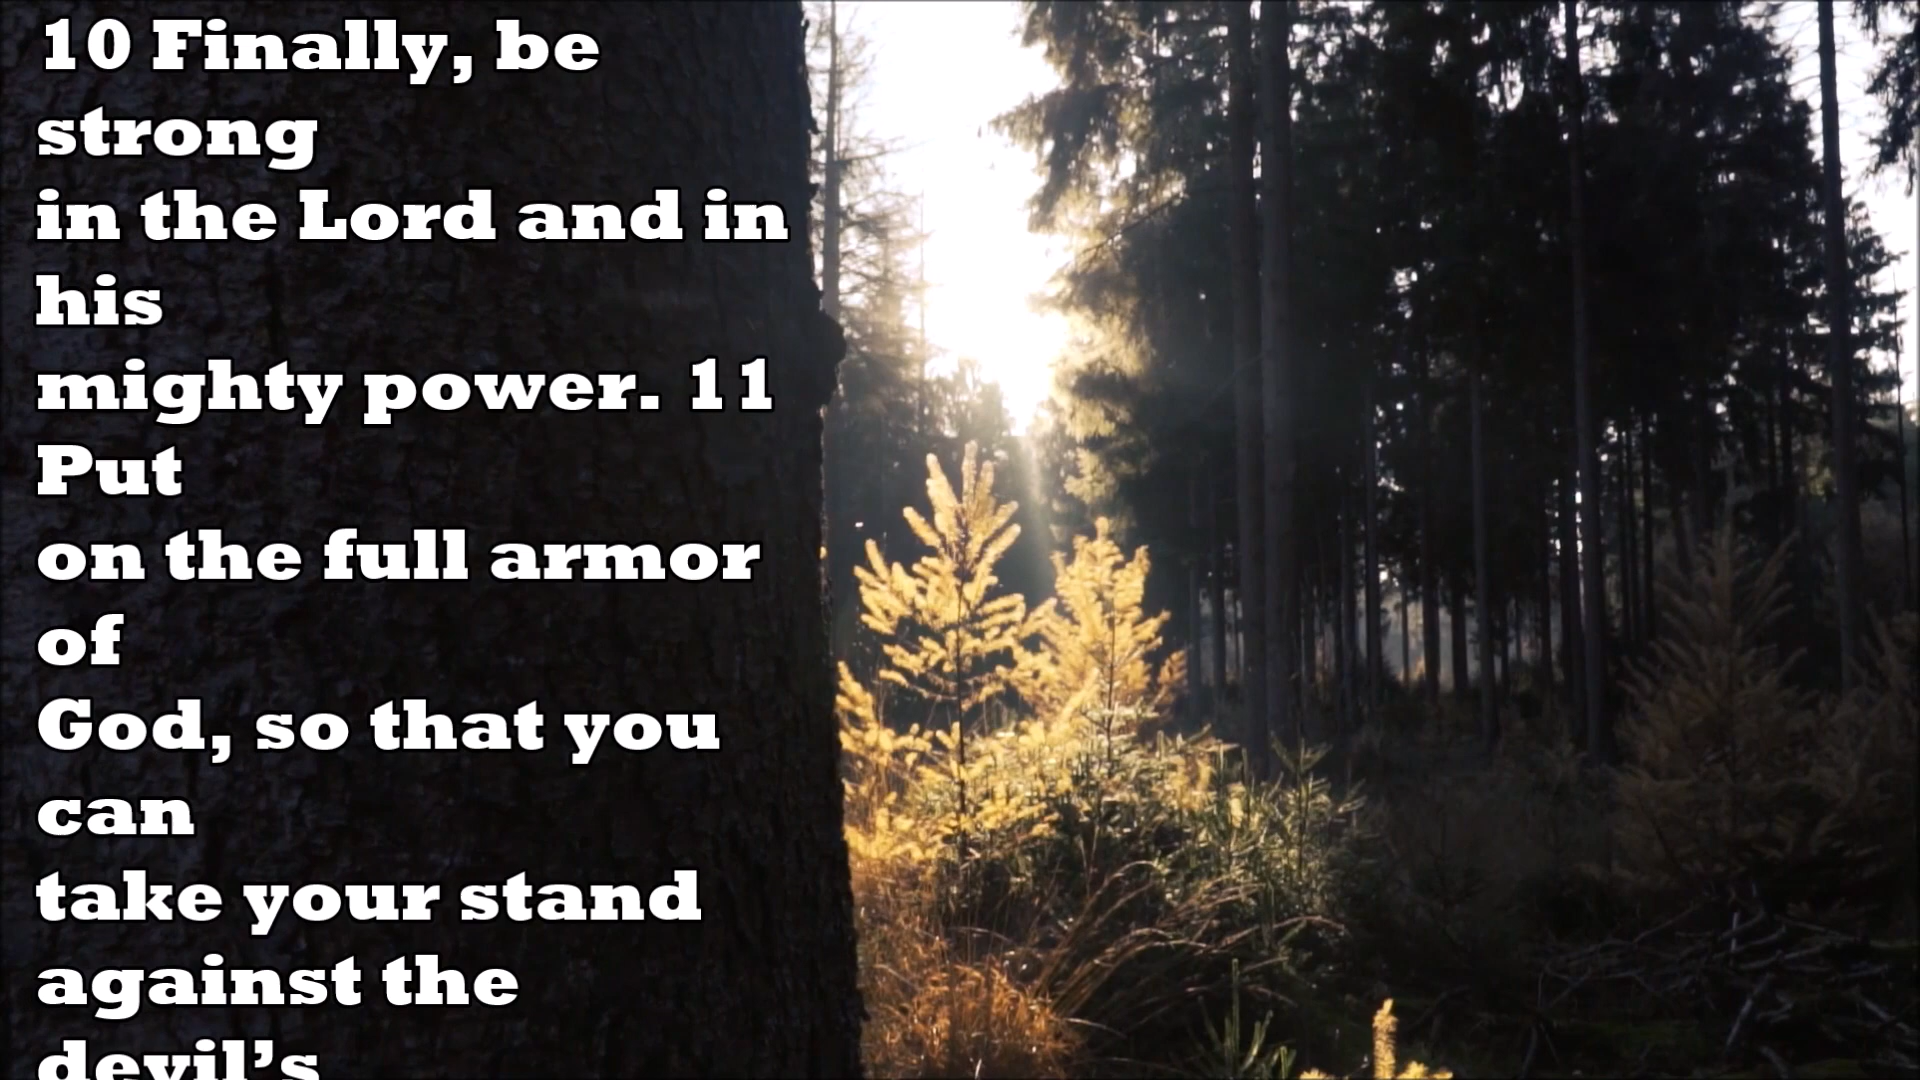 10 Finally, be
strong
in the Lord and in
his
mighty power. 11
Put
on the full armor
of
God, so that you
can
take your stand
against the
devil’s